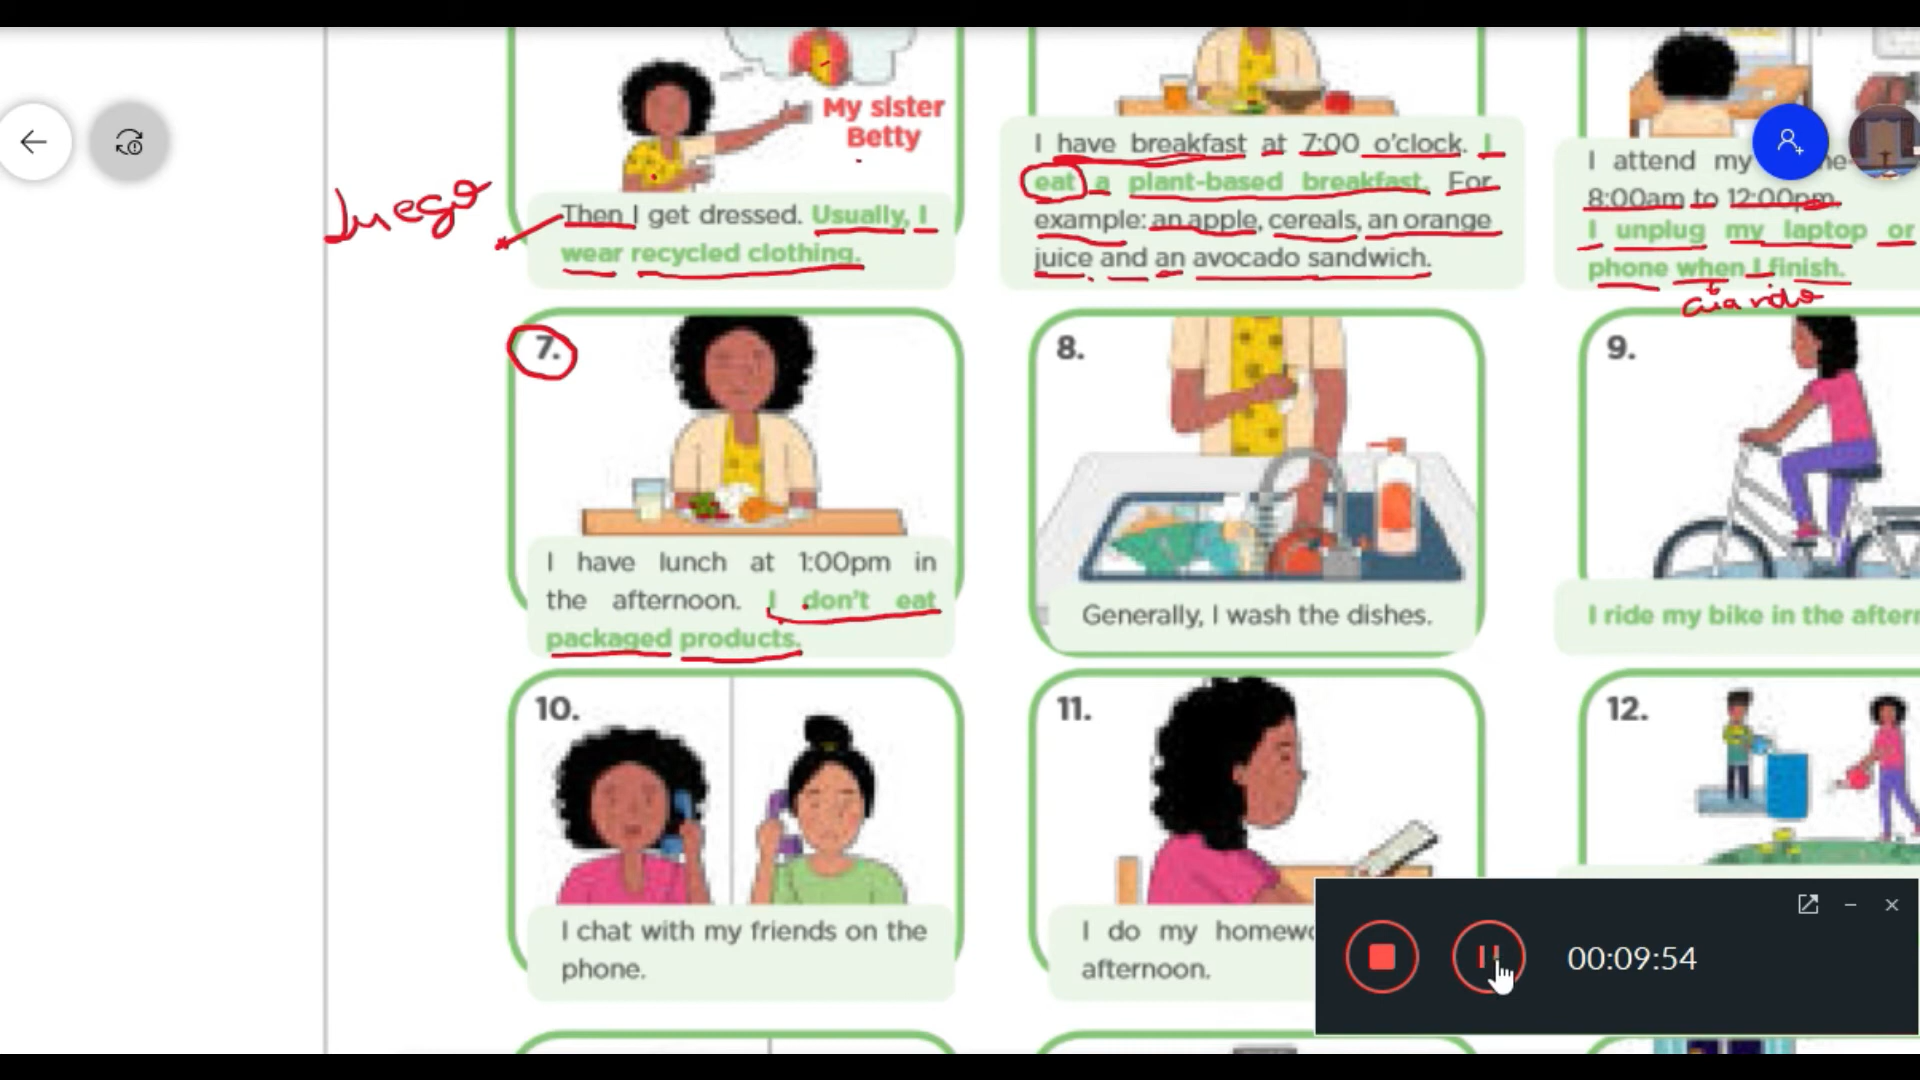 My sister
Betty
Luego
Then I get dressed. Usually, I
wear recycled clothing.
I have breakfast at 7:00 o'clock. I
eat a plant-based breakfast. For
example: an apple, cereals, an orange
juice and an avocado sandwich.
I attend my
8:00am to 12:00pm.
I unplug my laptop or
phone when I finish.
cuando
7.
I have lunch at 1:00pm in
the afternoon. I don't eat
packaged products.
8.
Generally, I wash the dishes.
9.
I ride my bike in the aftern
10.
I chat with my friends on the
phone.
11.
I do my homewo
afternoon.
12.
00:09:54